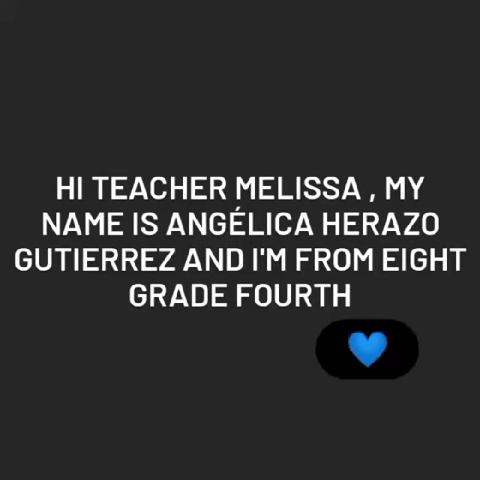 HI TEACHER MELISSA , MY
NAME IS ANGÉLICA HERAZO
GUTIERREZ AND I'M FROM EIGHT
GRADE FOURTH